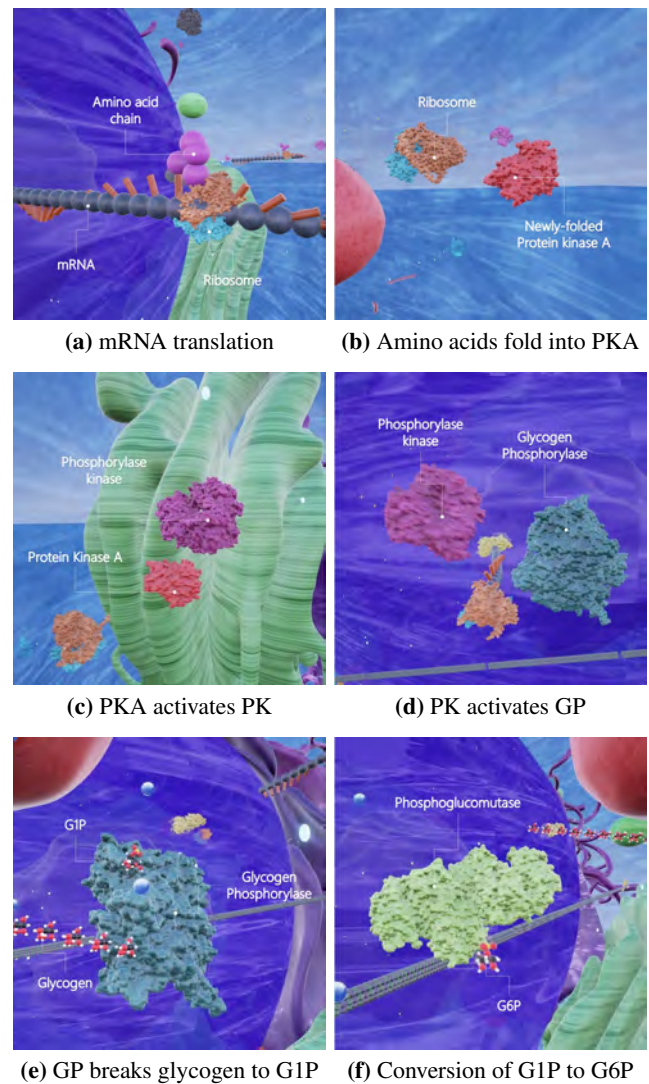 Amino acid
chain
mRNA
Ribosome
(a) mRNA translation
Ribosome
Newly-folded
Protein kinase A
(b) Amino acids fold into PKA
Phosphorylase
kinase
Protein Kinase A
(c) PKA activates PK
Phosphorylase
kinase
Glycogen
Phosphorylase
(d) PK activates GP
G1P
Glycogen
Phosphorylase
Glycogen
(e) GP breaks glycogen to G1P
Phosphoglucomutase
G6P
(f) Conversion of G1P to G6P